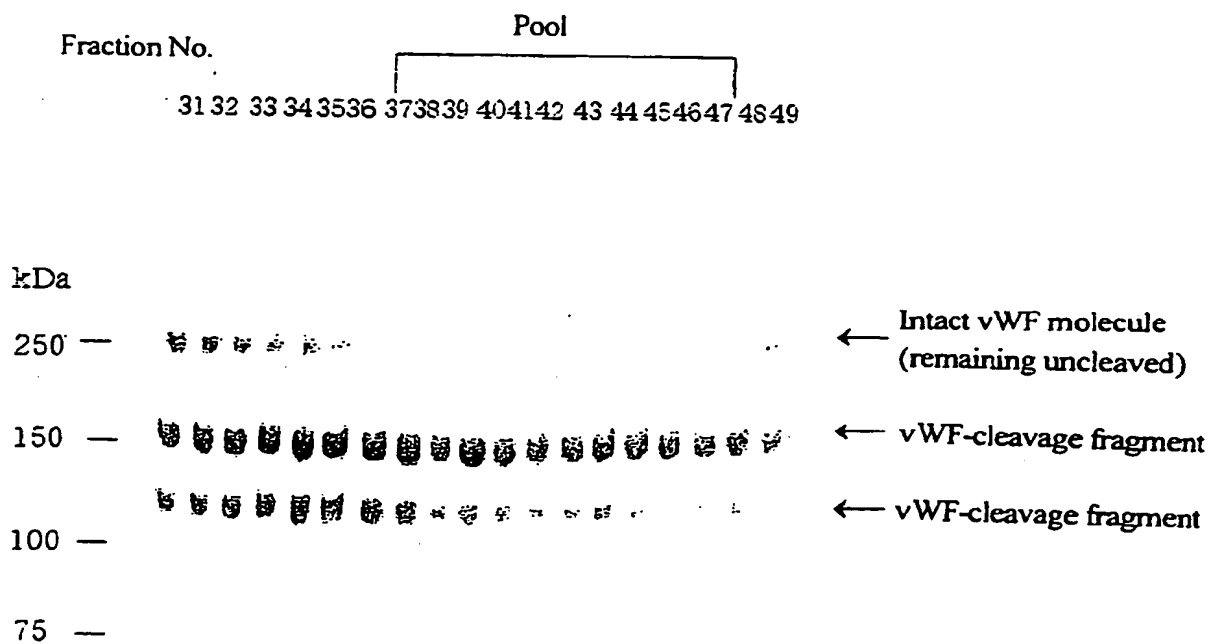 Pool
Fraction No.
31 32 33 34 35 36 37 38 39 40 41 42 43 44 45 46 47 48 49
kDa
250
Intact vWF molecule
(remaining uncleaved)
150
vWF-cleavage fragment
vWF-cleavage fragment
100
75